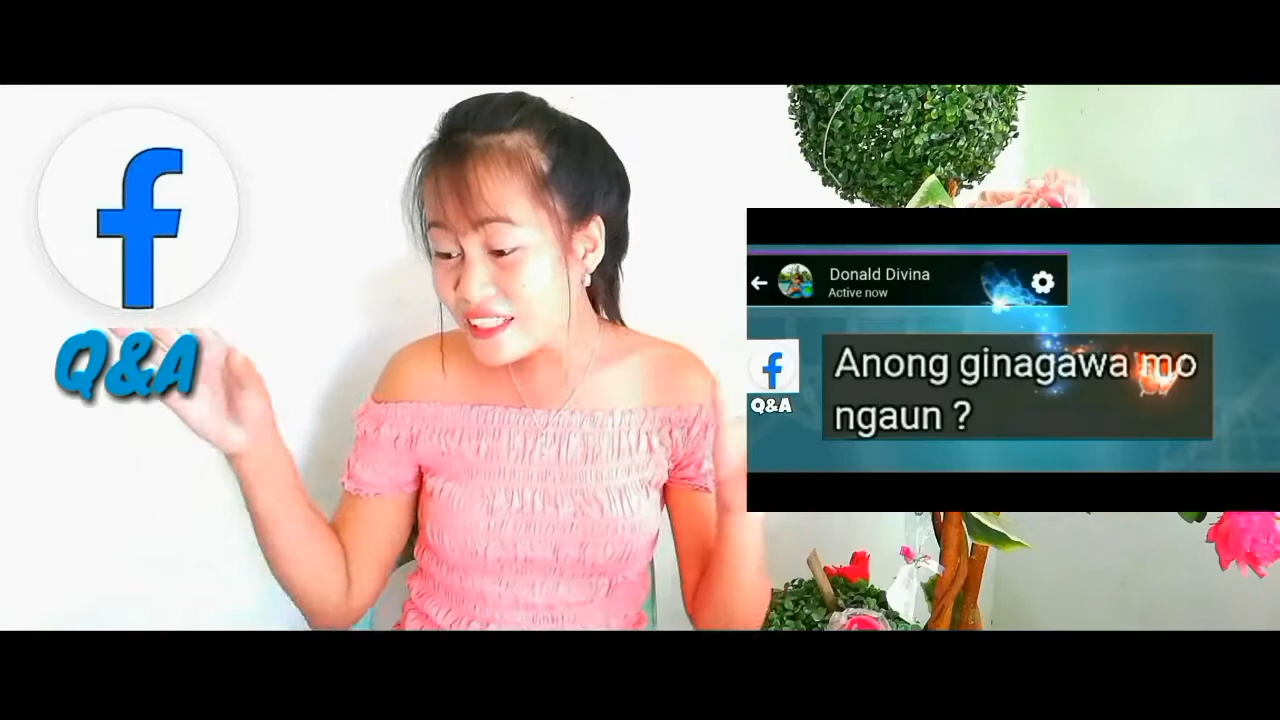 f
Q&A
Donald Divina
Active now
f
Q&A
Anong ginagawa mo
ngaun ?